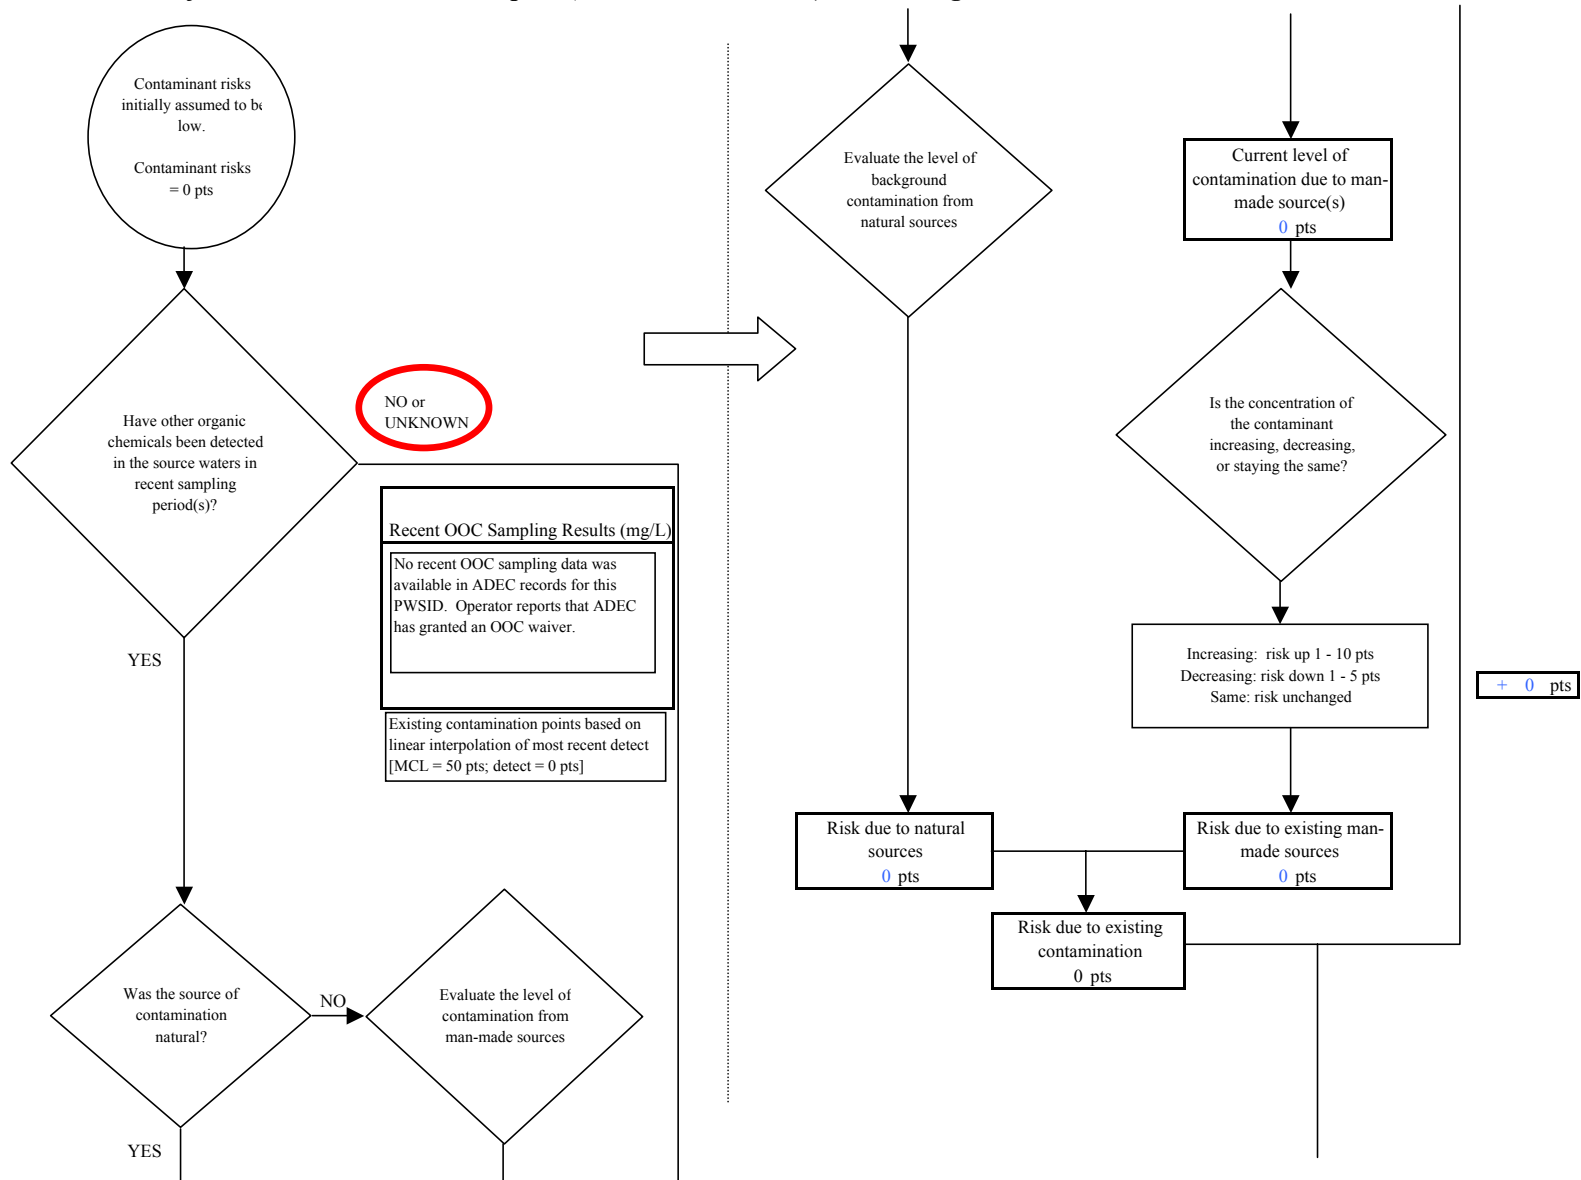 Contaminant risks
initially assumed to be
low.
Contaminant risks
= 0 pts
Have other organic
chemicals been detected
in the source waters in
recent sampling
period(s)?
NO or
UNKNOWN
Recent OOC Sampling Results (mg/L)
No recent OOC sampling data was
available in ADEC records for this
PWSID. Operator reports that ADEC
has granted an OOC waiver.
Existing contamination points based on
linear interpolation of most recent detect
[MCL = 50 pts; detect = 0 pts]
YES
Was the source of
contamination
natural?
NO
Evaluate the level of
contamination from
man-made sources
YES
Evaluate the level of
background
contamination from
natural sources
Current level of
contamination due to man-
made source(s)
0 pts
Is the concentration of
the contaminant
increasing, decreasing,
or staying the same?
Increasing: risk up 1 - 10 pts
Decreasing: risk down 1 - 5 pts
Same: risk unchanged
+ 0 pts
Risk due to natural
sources
0 pts
Risk due to existing man-
made sources
0 pts
Risk due to existing
contamination
0 pts